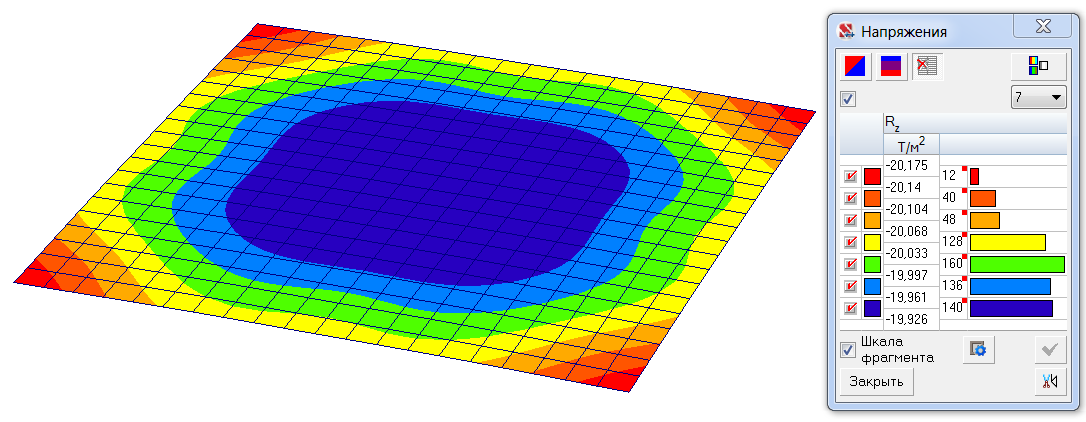 Напряжения
7
Rz
Т/м²
-20,175
12
-20,14
40
-20,104
48
-20,068
128
-20,033
160
-19,997
136
-19,961
140
-19,926
Шкала
фрагмента
Закрыть